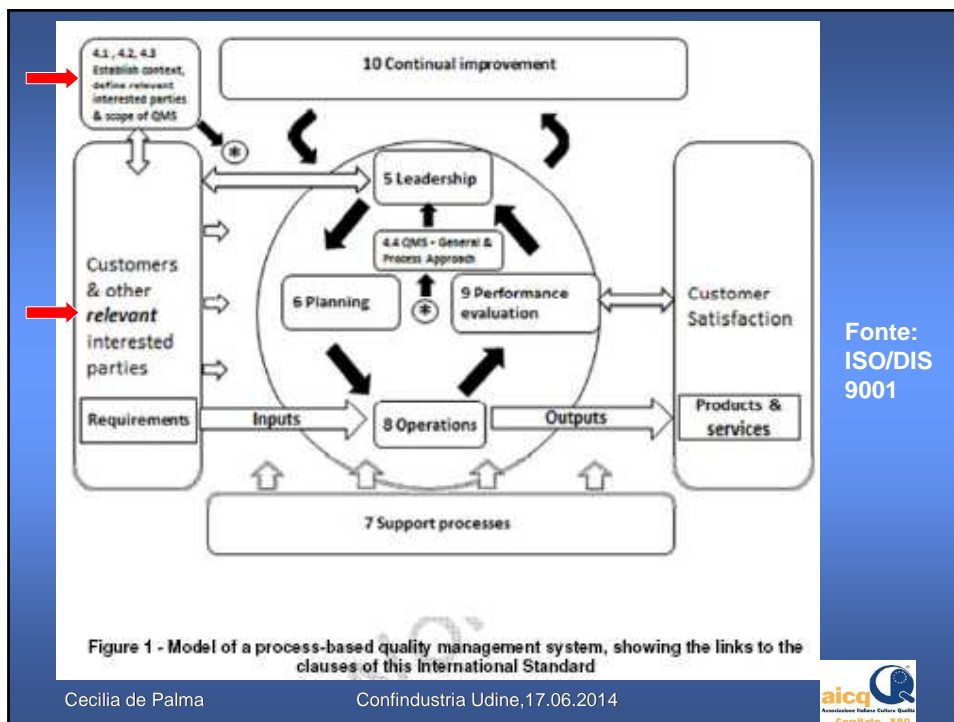 4.1 , 4.2, 4.3
Establish context,
define relevant
interested parties
& scope of QMS
10 Continual improvement
*
5 Leadership
4.4 QMS - General &
Process Approach
Customers
& other
relevant
interested
parties
6 Planning
*
9 Performance
evaluation
Customer
Satisfaction
Fonte:
ISO/DIS
9001
Requirements
Inputs
8 Operations
Outputs
Products &
services
7 Support processes
Figure 1 - Model of a process-based quality management system, showing the links to the
clauses of this International Standard
Cecilia de Palma
Confindustria Udine,17.06.2014
aicq
Associazione Italiana Cultura Qualità